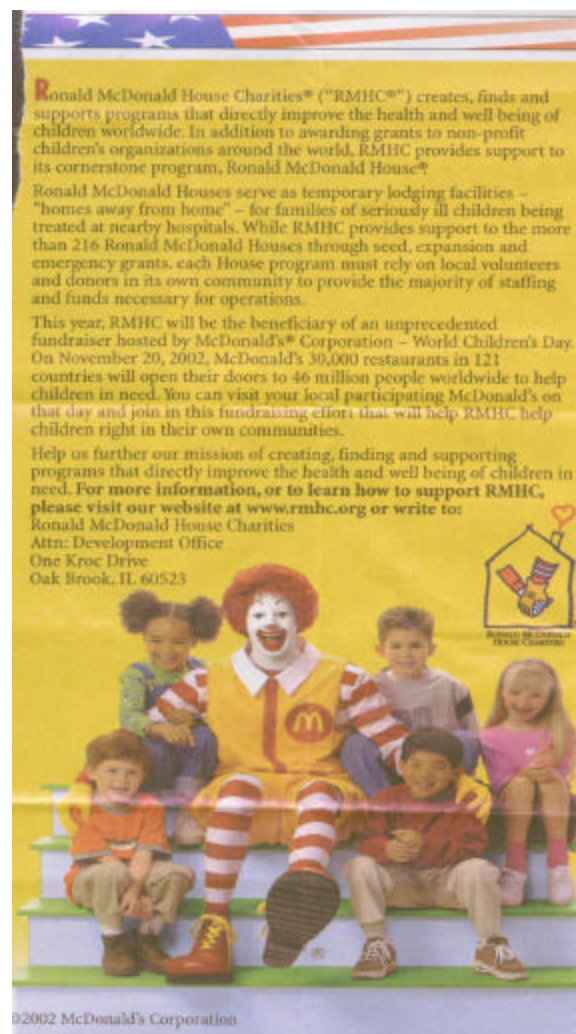 Ronald McDonald House Charities® ("RMHC®") creates, finds and
supports programs that directly improve the health and well being of
children worldwide. In addition to awarding grants to non-profit
children's organizations around the world, RMHC provides support to
its cornerstone program, Ronald McDonald House®.
Ronald McDonald Houses serve as temporary lodging facilities –
"homes away from home" – for families of seriously ill children being
treated at nearby hospitals. While RMHC provides support to the more
than 216 Ronald McDonald Houses through seed, expansion and
emergency grants, each House program must rely on local volunteers
and donors in its own community to provide the majority of staffing
and funds necessary for operations.
This year, RMHC will be the beneficiary of an unprecedented
fundraiser hosted by McDonald's® Corporation – World Children's Day.
On November 20, 2002, McDonald's 30,000 restaurants in 121
countries will open their doors to 46 million people worldwide to help
children in need. You can visit your local participating McDonald's on
that day and join in this fundraising effort that will help RMHC help
children right in their own communities.
Help us further our mission of creating, finding and supporting
programs that directly improve the health and well being of children in
need. For more information, or to learn how to support RMHC,
please visit our website at www.rmhc.org or write to:
Ronald McDonald House Charities
Attn: Development Office
One Kroc Drive
Oak Brook, IL 60523
RONALD MCDONALD
HOUSE CHARITIES
M
®
©2002 McDonald's Corporation